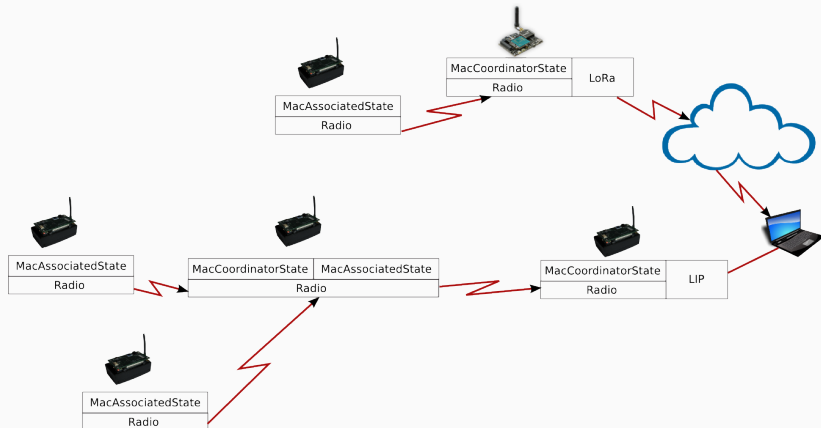 MacCoordinatorState
LoRa
Radio
MacAssociatedState
Radio
MacAssociatedState
Radio
MacCoordinatorState MacAssociatedState
Radio
MacCoordinatorState
LIP
Radio
MacAssociatedState
Radio